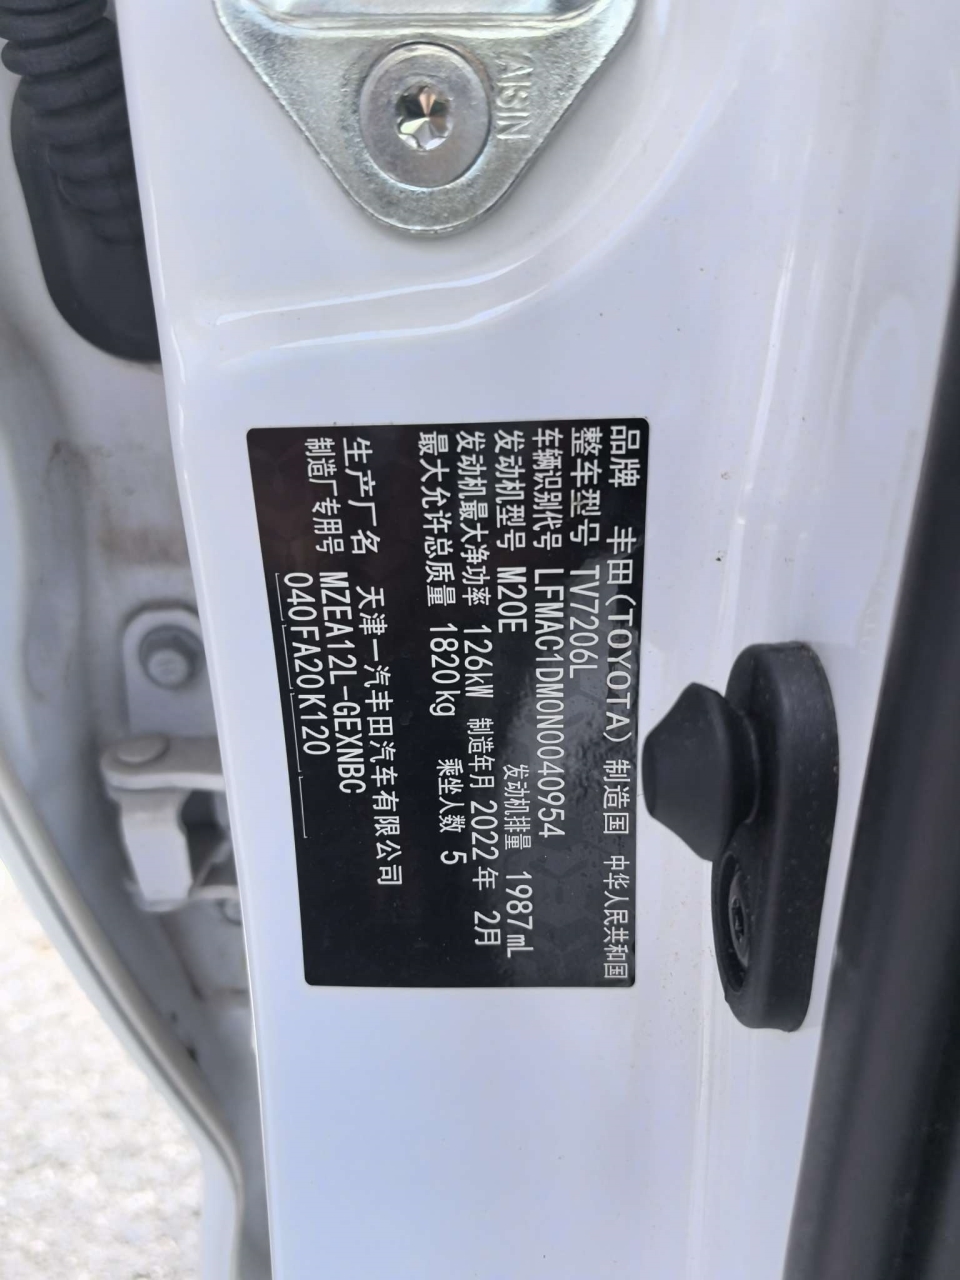 AISIN
品牌 丰田(TOYOTA) 制造国 中华人民共和国
整车型号 TV7206L
车辆识别代号 LFMAC1DM0N0040954
发动机型号 M20E 发动机排量 1987mL
发动机最大净功率 126kW 制造年月 2022年 2月
最大允许总质量 1820kg 乘坐人数 5
生产厂名 天津一汽丰田汽车有限公司
制造厂专用号 MZEA12L-GEXNBC
040FA20K120